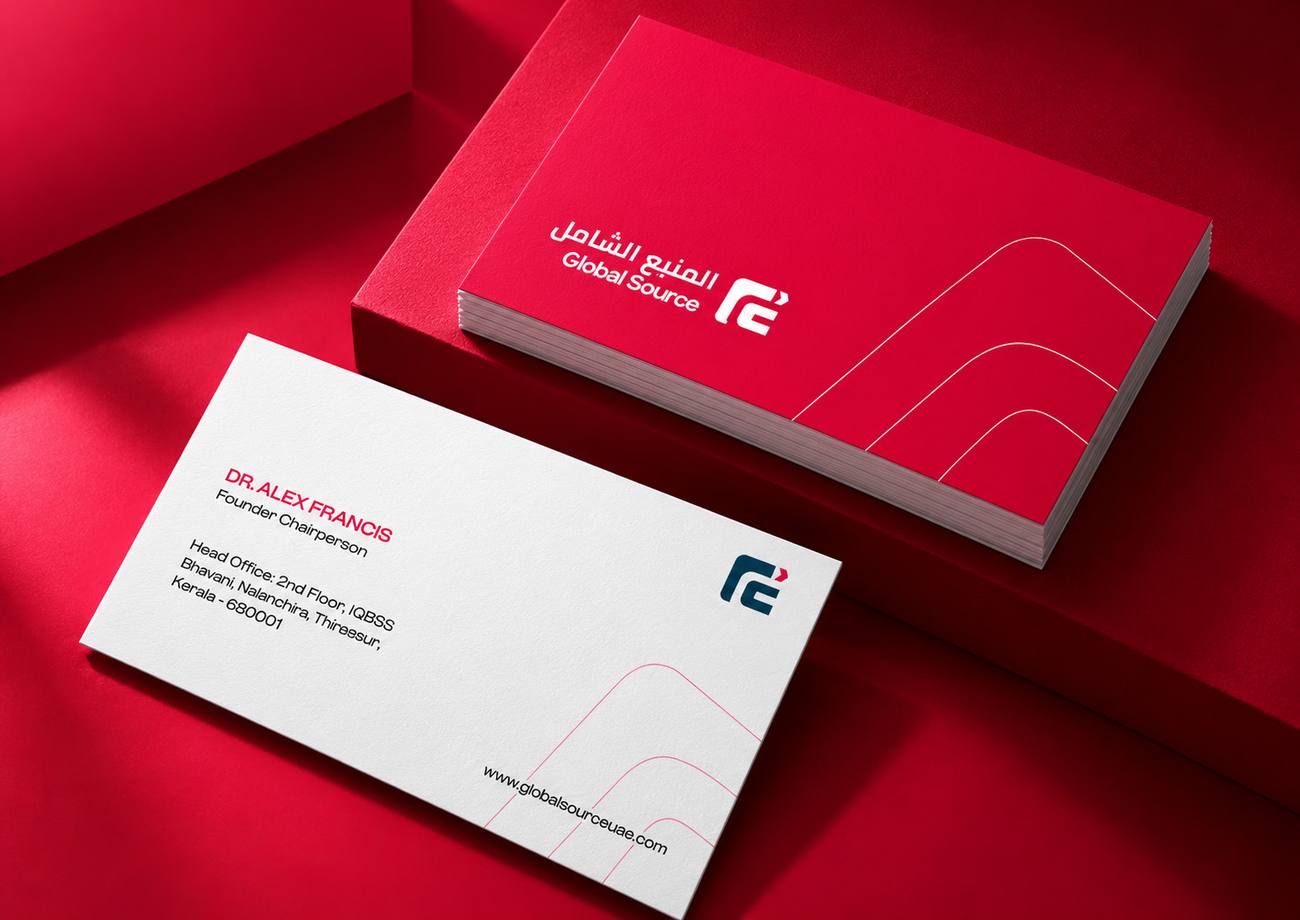 المنبع الشامل
Global Source
DR. ALEX FRANCIS
Founder Chairperson
Head Office: 2nd Floor, IQBSS
Bhavani, Nalanchira, Thireesur,
Kerala - 680001
www.globalsourceuae.com